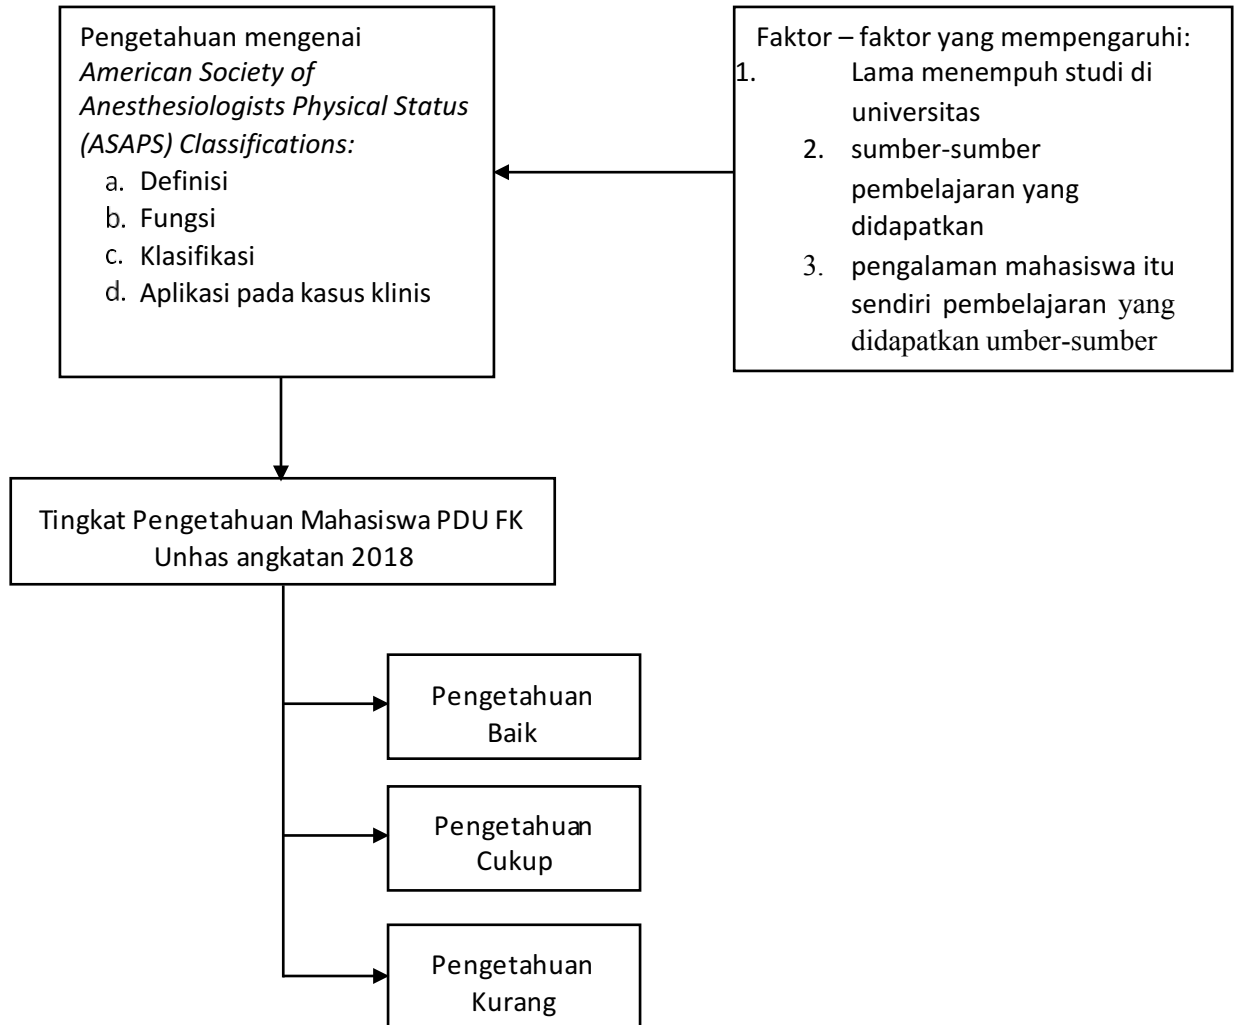 Pengetahuan mengenai
American Society of
Anesthesiologists Physical Status
(ASAPS) Classifications:
a. Definisi
b. Fungsi
c. Klasifikasi
d. Aplikasi pada kasus klinis
Faktor – faktor yang mempengaruhi:
1. Lama menempuh studi di
universitas
2. sumber-sumber
pembelajaran yang
didapatkan
3. pengalaman mahasiswa itu
sendiri pembelajaran yang
didapatkan umber-sumber
Tingkat Pengetahuan Mahasiswa PDU FK
Unhas angkatan 2018
Pengetahuan
Baik
Pengetahuan
Cukup
Pengetahuan
Kurang